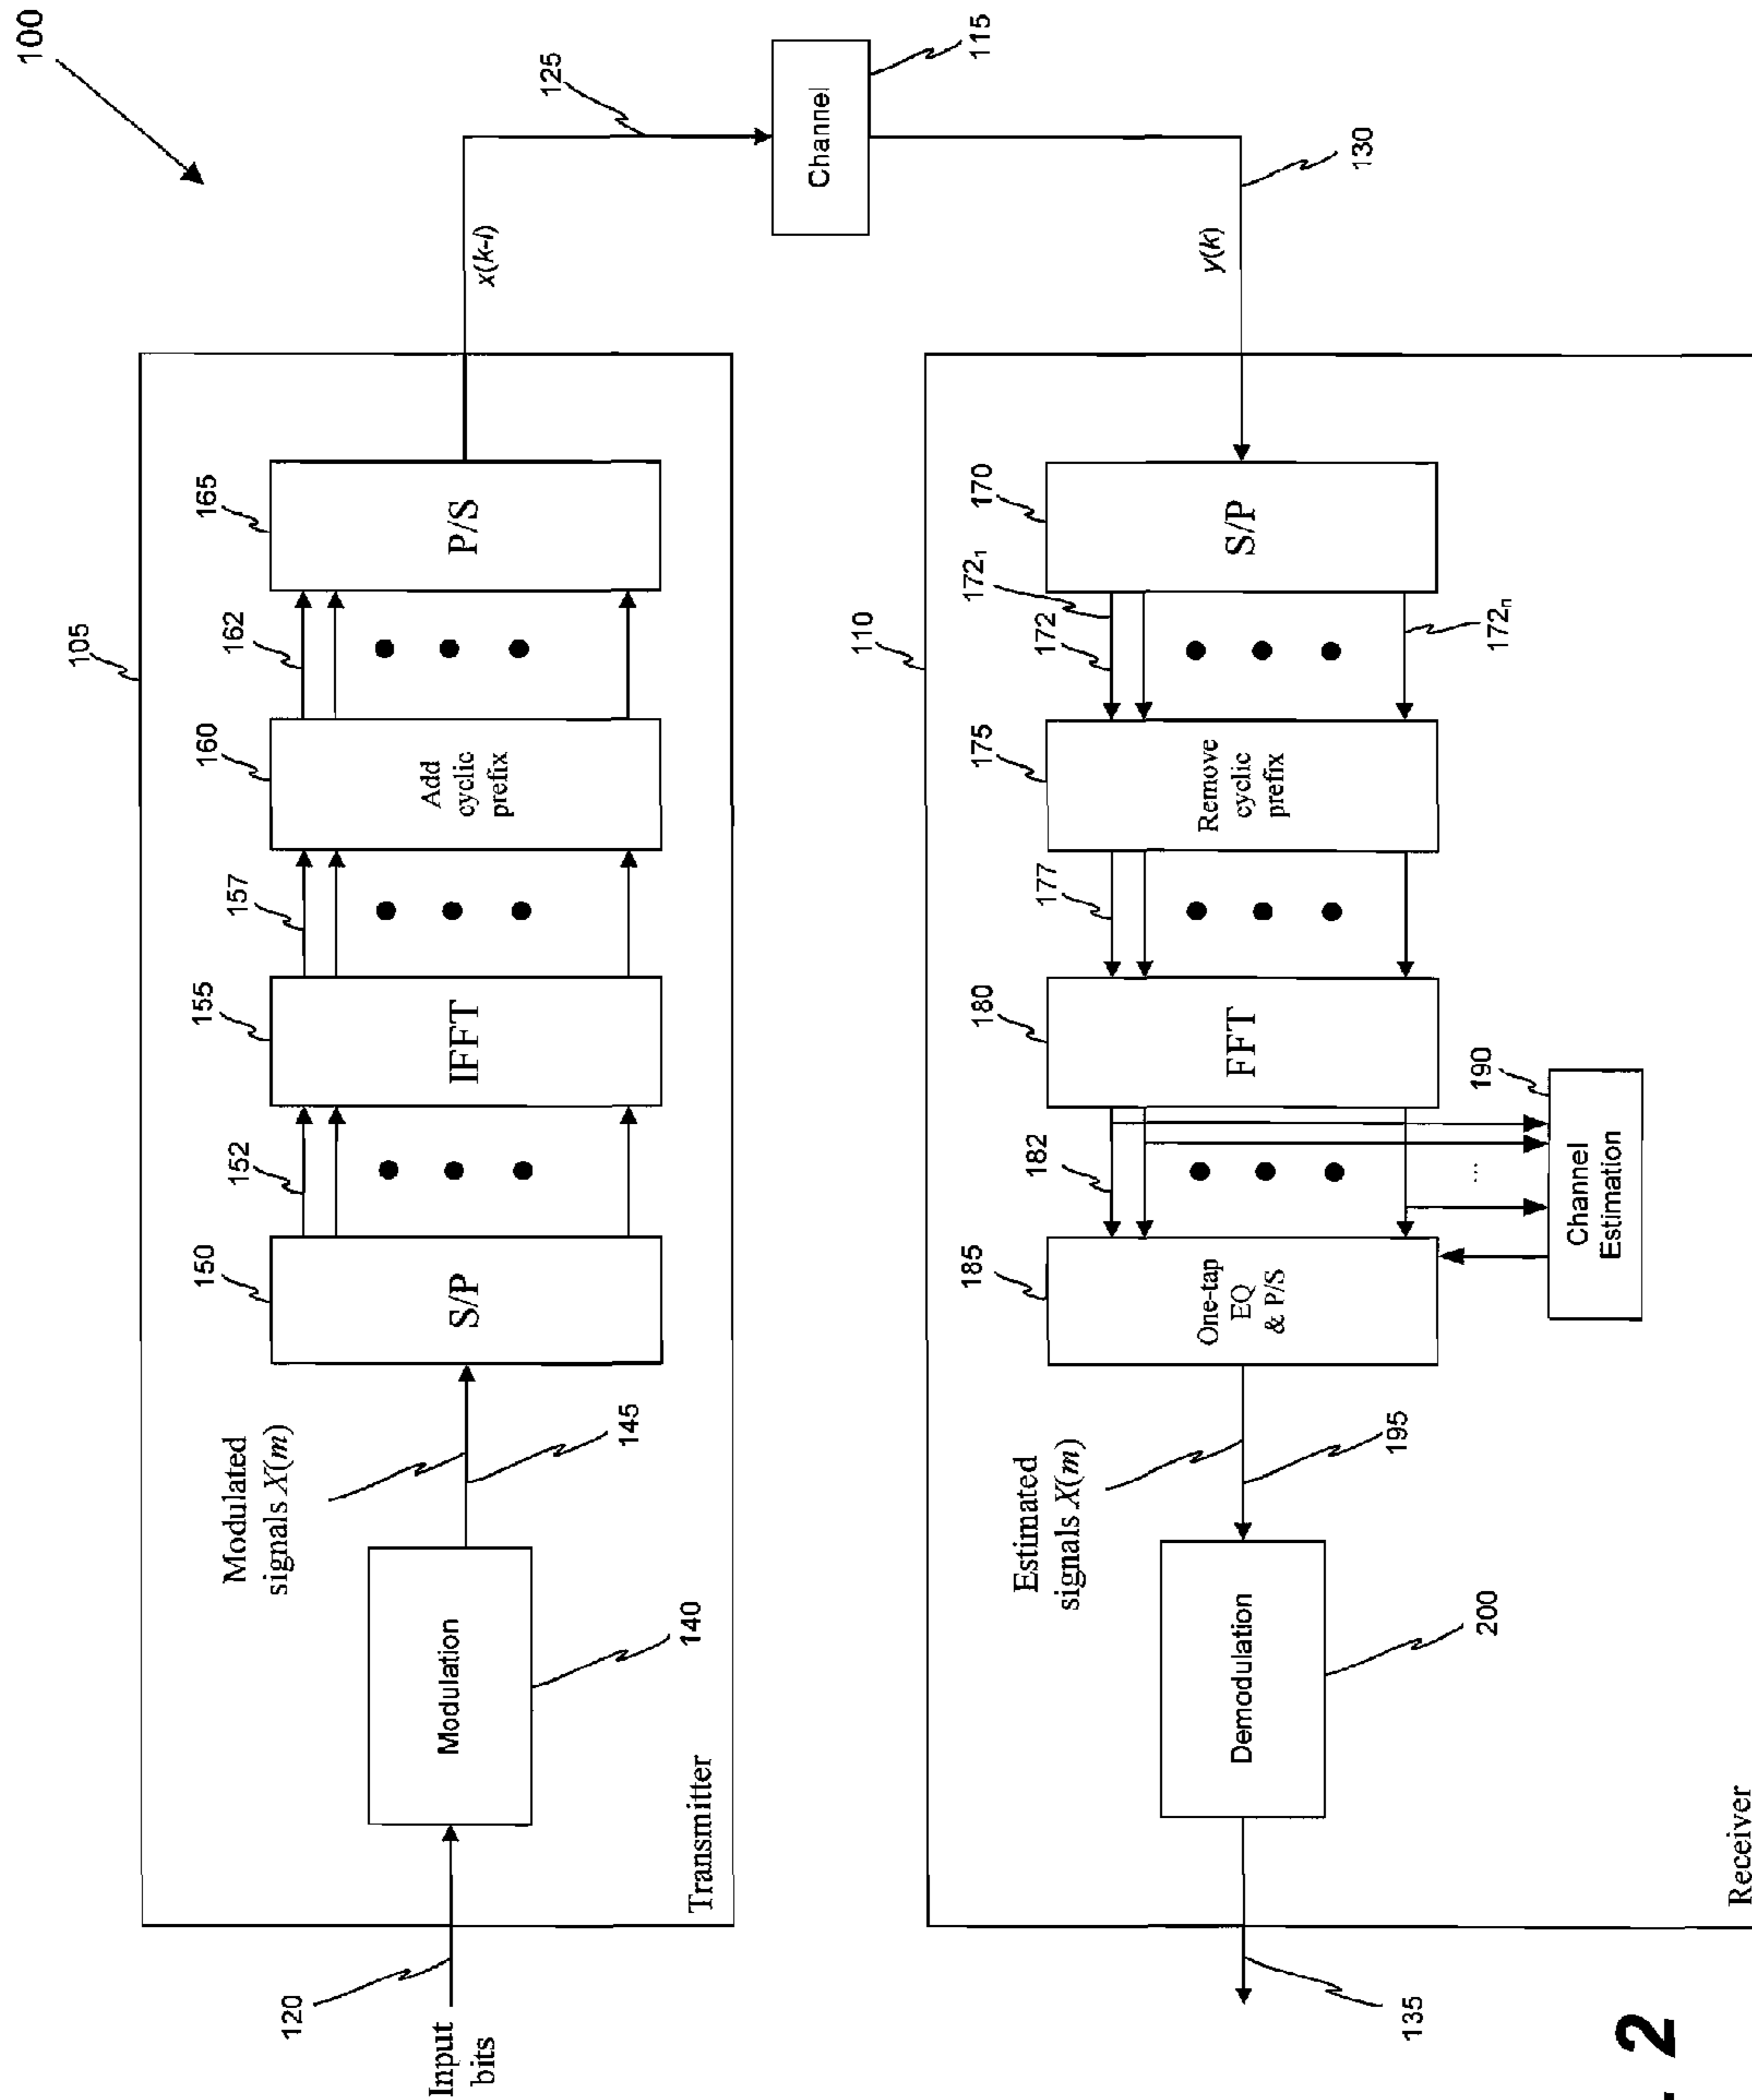 100
105
Input
bits
120
Modulation
140
Modulated
signals X(m)
145
S/P
150
152
IFFT
155
157
Add
cyclic
prefix
160
162
P/S
165
Transmitter
x(k-l)
125
Channel
115
y(k)
130
110
S/P
170
172₁
172
172ₙ
Remove
cyclic
prefix
175
177
FFT
180
182
One-tap
EQ
& P/S
185
...
Channel
Estimation
190
Estimated
signals X(m)
195
Demodulation
200
135
Receiver
2